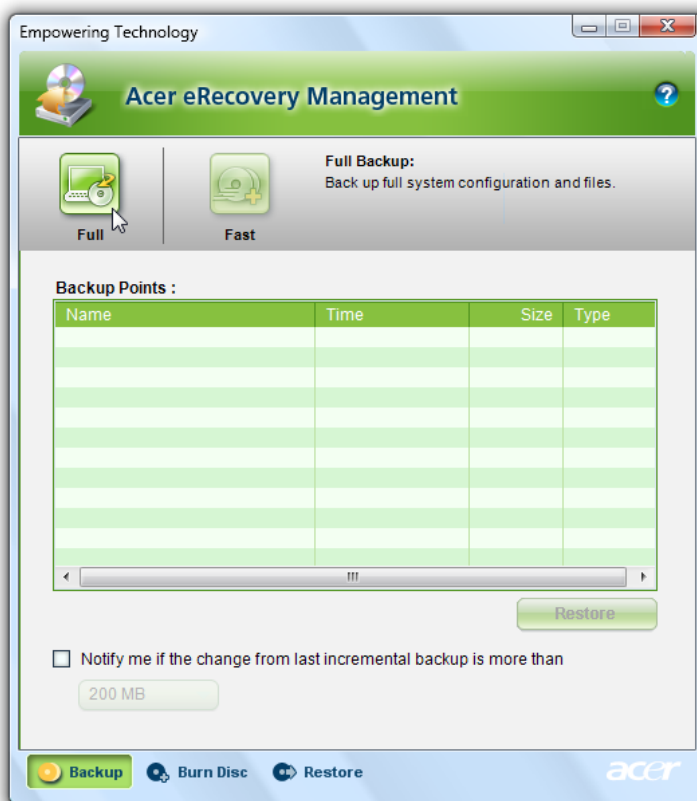 Empowering Technology
Acer eRecovery Management
?
Full Backup:
Back up full system configuration and files.
Full
Fast
Backup Points :
Name Time Size Type
Restore
Notify me if the change from last incremental backup is more than
200 MB
Backup Burn Disc Restore acer